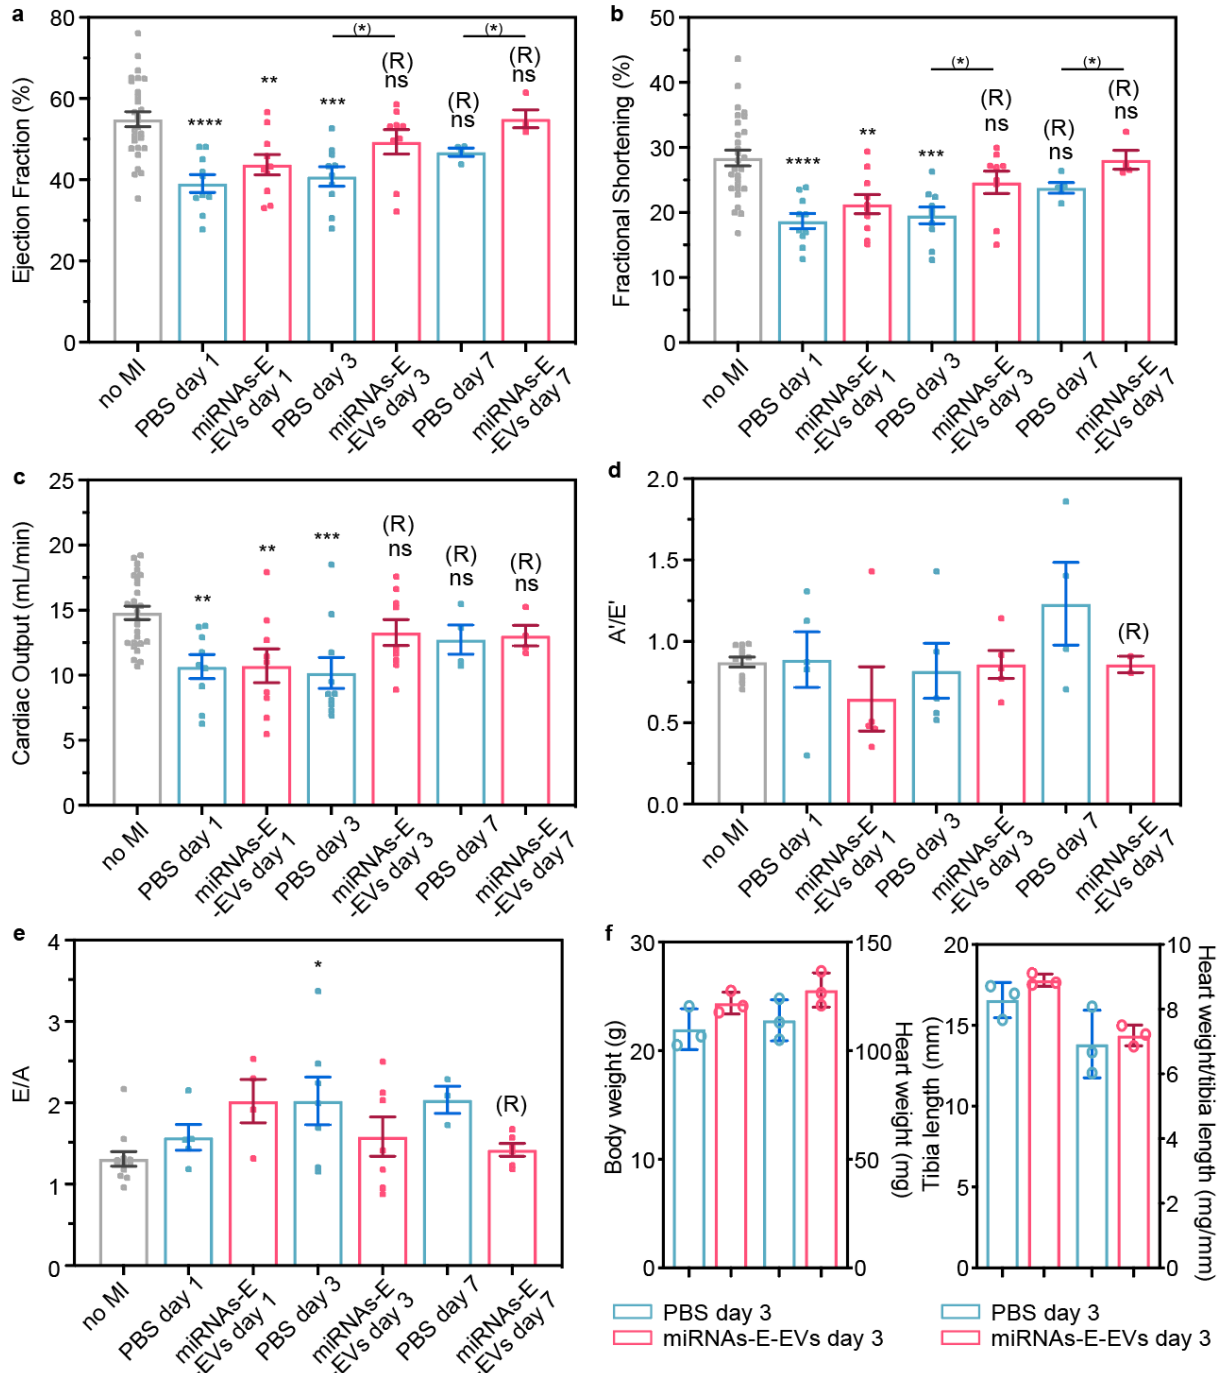 a
Ejection Fraction (%)
80
60
40
20
0
****
**
***
(*)
(R)
ns
(R)
ns
(*)
(R)
ns
no MI
PBS day 1
miRNAs-E
-EVs day 1
PBS day 3
miRNAs-E
-EVs day 3
PBS day 7
miRNAs-E
-EVs day 7
b
Fractional Shortening (%)
50
40
30
20
10
0
****
**
***
(*)
(R)
ns
(R)
ns
(*)
(R)
ns
no MI
PBS day 1
miRNAs-E
-EVs day 1
PBS day 3
miRNAs-E
-EVs day 3
PBS day 7
miRNAs-E
-EVs day 7
c
Cardiac Output (mL/min)
25
20
15
10
5
0
**
**
***
(R)
ns
(R)
ns
(R)
ns
no MI
PBS day 1
miRNAs-E
-EVs day 1
PBS day 3
miRNAs-E
-EVs day 3
PBS day 7
miRNAs-E
-EVs day 7
d
A'/E'
2.0
1.5
1.0
0.5
0.0
(R)
no MI
PBS day 1
miRNAs-E
-EVs day 1
PBS day 3
miRNAs-E
-EVs day 3
PBS day 7
miRNAs-E
-EVs day 7
e
E/A
4
3
2
1
0
*
(R)
no MI
PBS day 1
miRNAs-E
-EVs day 1
PBS day 3
miRNAs-E
-EVs day 3
PBS day 7
miRNAs-E
-EVs day 7
f
Body weight (g)
30
20
10
0
150
100
50
0
Heart weight (mg)
PBS day 3
miRNAs-E-EVs day 3
Tibia length (mm)
20
15
10
5
0
10
8
6
4
2
0
Heart weight/tibia length (mg/mm)
PBS day 3
miRNAs-E-EVs day 3